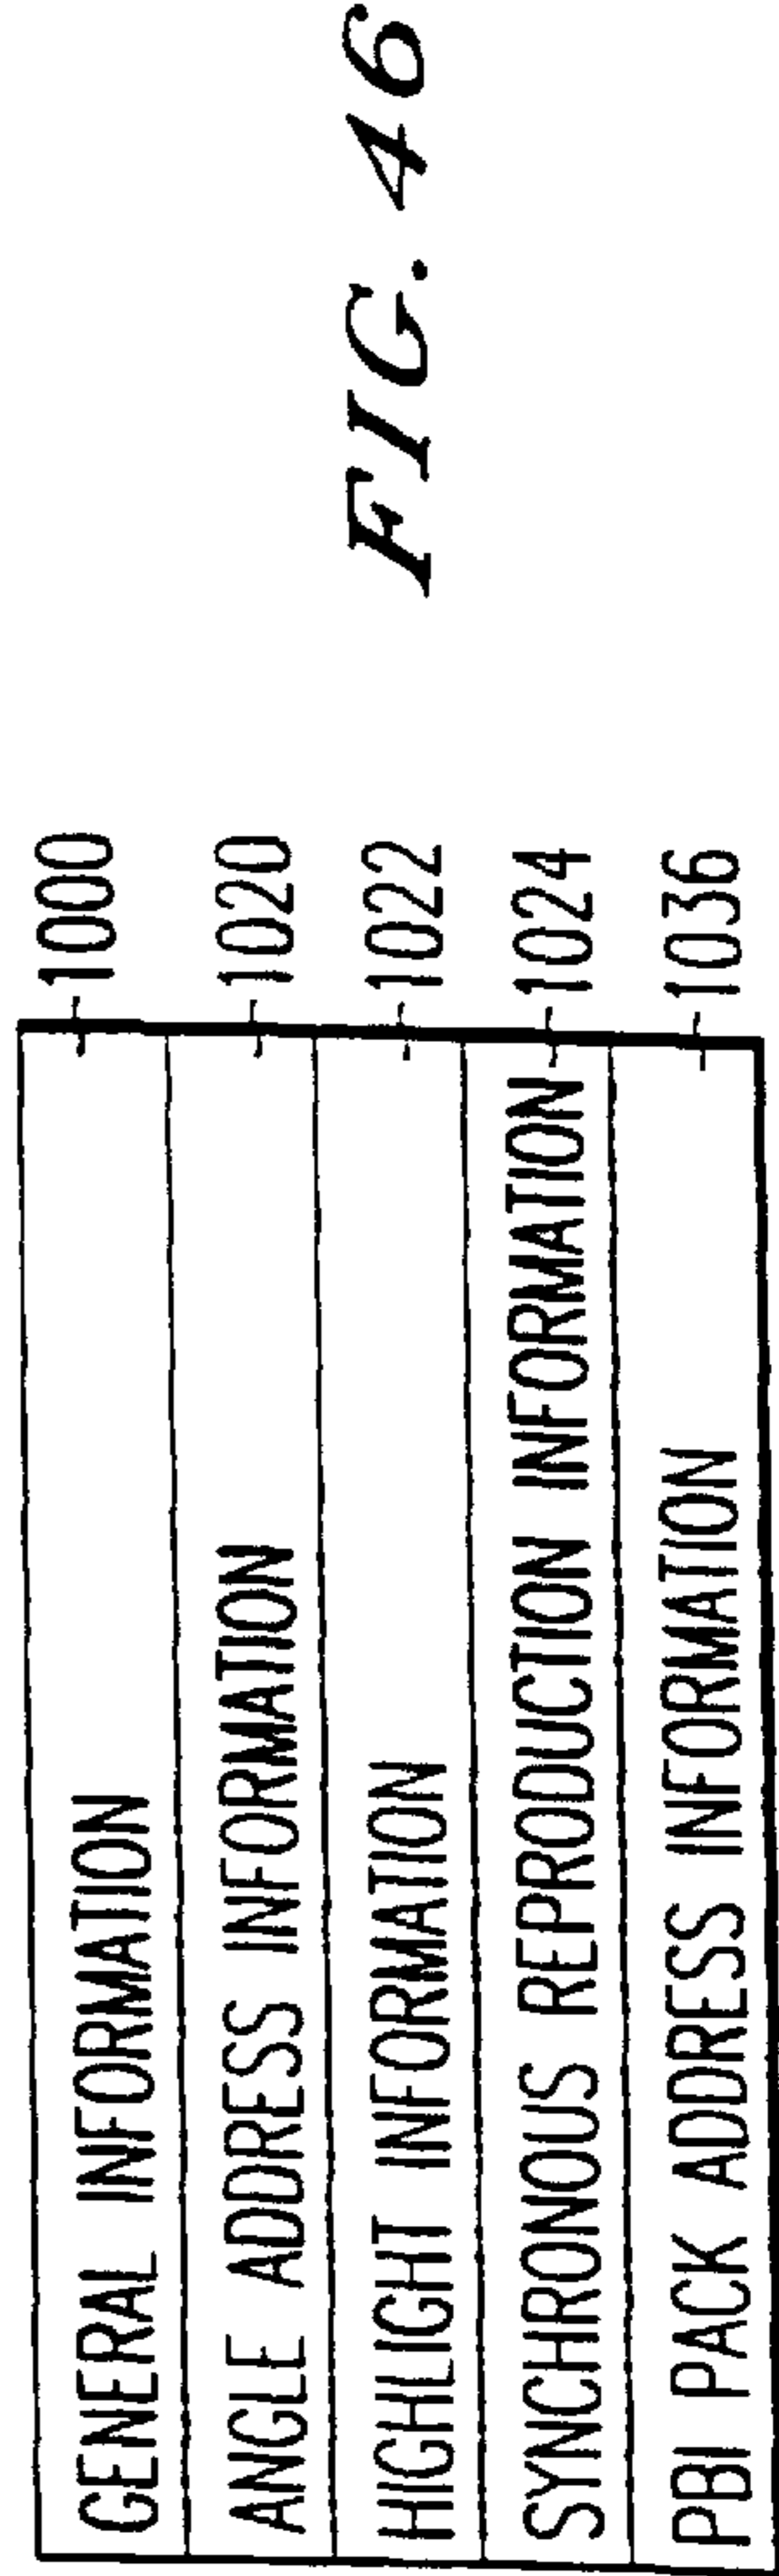 GENERAL INFORMATION 1000
ANGLE ADDRESS INFORMATION 1020
HIGHLIGHT INFORMATION 1022
SYNCHRONOUS REPRODUCTION INFORMATION 1024
PBI PACK ADDRESS INFORMATION 1036
FIG. 46